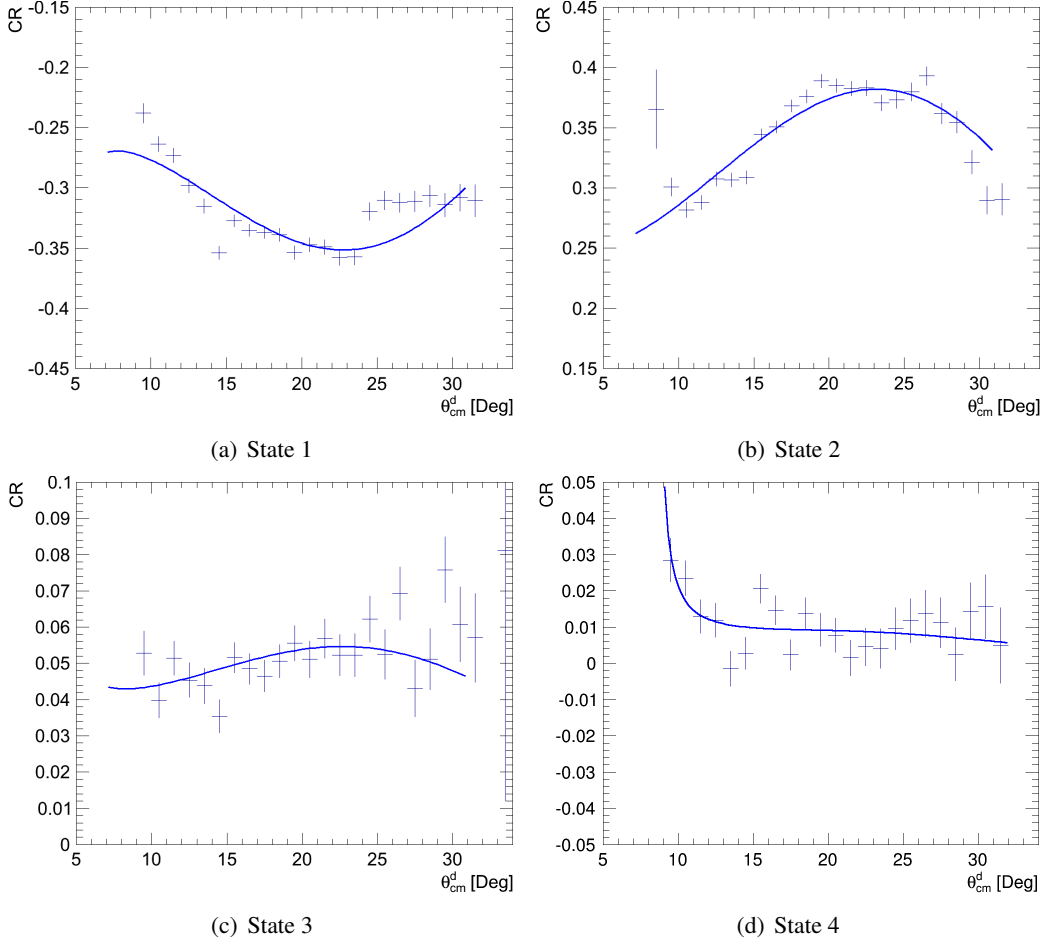 CR
-0.15
-0.2
-0.25
-0.3
-0.35
-0.4
-0.45
5 10 15 20 25 30
θ^d_cm [Deg]
(a) State 1
CR
0.45
0.4
0.35
0.3
0.25
0.2
0.15
5 10 15 20 25 30
θ^d_cm [Deg]
(b) State 2
CR
0.1
0.09
0.08
0.07
0.06
0.05
0.04
0.03
0.02
0.01
0
5 10 15 20 25 30
θ^d_cm [Deg]
(c) State 3
CR
0.05
0.04
0.03
0.02
0.01
0
-0.01
-0.02
-0.03
-0.04
-0.05
5 10 15 20 25 30
θ^d_cm [Deg]
(d) State 4